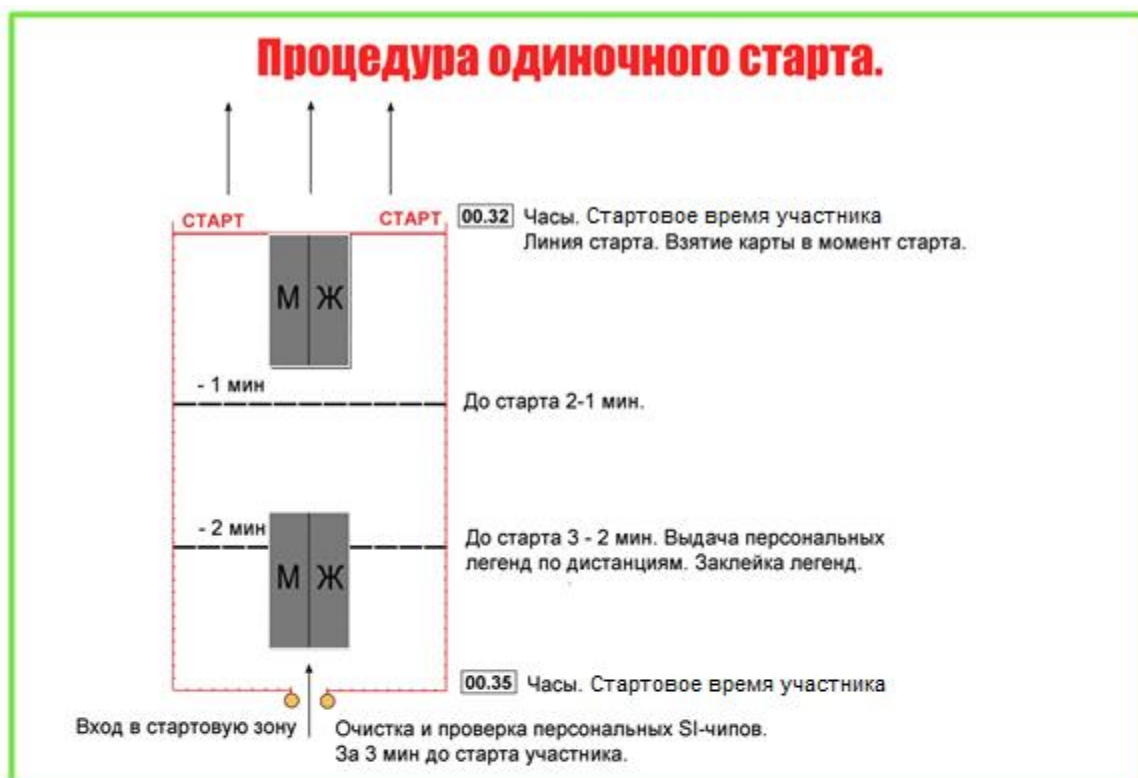 Процедура одиночного старта.
СТАРТ
СТАРТ
00.32 Часы. Стартовое время участника
Линия старта. Взятие карты в момент старта.
М Ж
- 1 мин
До старта 2-1 мин.
- 2 мин
До старта 3 - 2 мин. Выдача персональных
легенд по дистанциям. Заклейка легенд.
М Ж
00.35 Часы. Стартовое время участника
Вход в стартовую зону
Очистка и проверка персональных SI-чипов.
За 3 мин до старта участника.